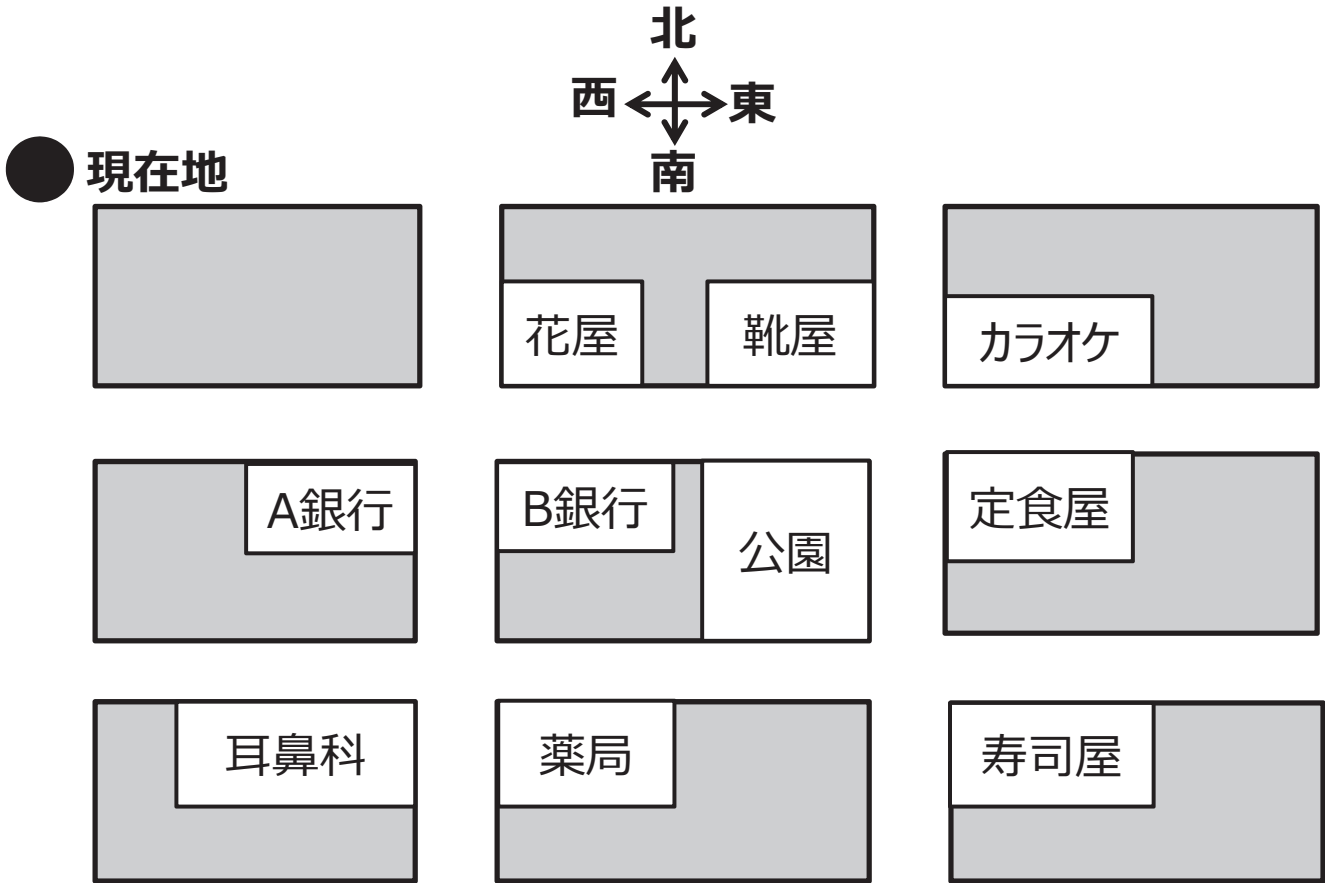 北
西
東
南
現在地
花屋
靴屋
カラオケ
A銀行
B銀行
公園
定食屋
耳鼻科
薬局
寿司屋